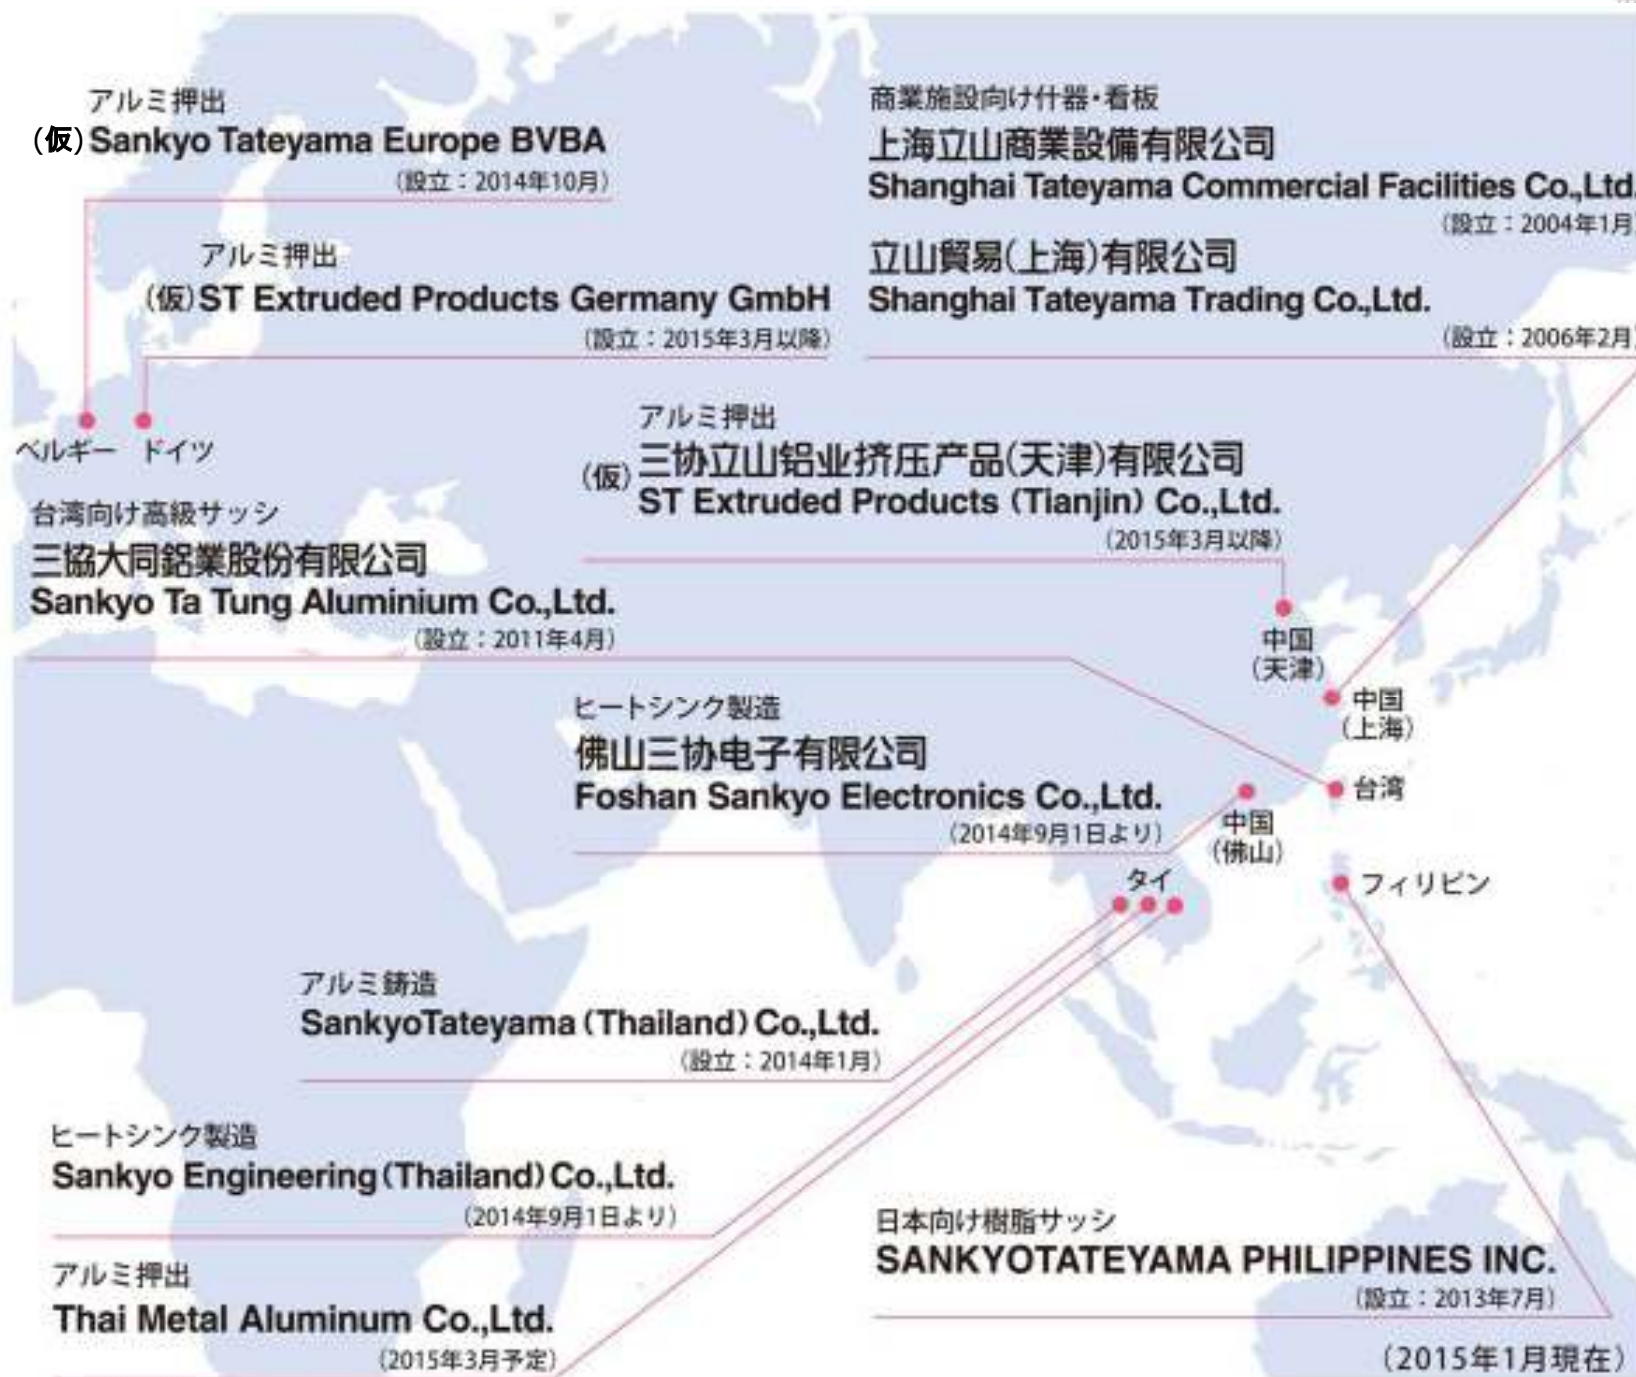 アルミ押出
(仮) Sankyo Tateyama Europe BVBA
(設立：2014年10月)
アルミ押出
(仮) ST Extruded Products Germany GmbH
(設立：2015年3月以降)
商業施設向け什器・看板
上海立山商業設備有限公司
Shanghai Tateyama Commercial Facilities Co.,Ltd.
(設立：2004年1月)
立山貿易(上海)有限公司
Shanghai Tateyama Trading Co.,Ltd.
(設立：2006年2月)
ベルギー ドイツ
アルミ押出
(仮) 三协立山铝业挤压产品(天津)有限公司
ST Extruded Products (Tianjin) Co.,Ltd.
(2015年3月以降)
台湾向け高級サッシ
三協大同鋁業股份有限公司
Sankyo Ta Tung Aluminium Co.,Ltd.
(設立：2011年4月)
中国
(天津)
中国
(上海)
ヒートシンク製造
佛山三协电子有限公司
Foshan Sankyo Electronics Co.,Ltd.
(2014年9月1日より)
台湾
中国
(佛山)
タイ
フィリピン
アルミ鋳造
SankyoTateyama (Thailand) Co.,Ltd.
(設立：2014年1月)
ヒートシンク製造
Sankyo Engineering (Thailand) Co.,Ltd.
(2014年9月1日より)
アルミ押出
Thai Metal Aluminum Co.,Ltd.
(2015年3月予定)
日本向け樹脂サッシ
SANKYOTATEYAMA PHILIPPINES INC.
(設立：2013年7月)
(2015年1月現在)